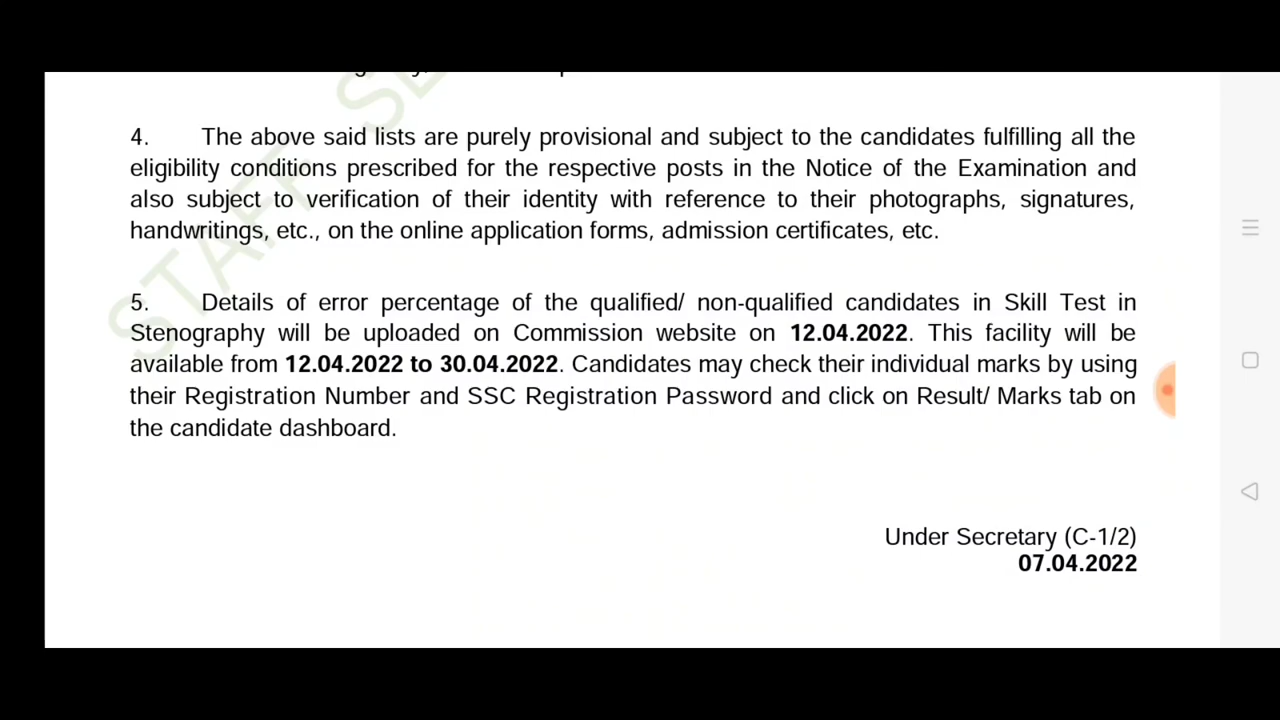 4. The above said lists are purely provisional and subject to the candidates fulfilling all the
eligibility conditions prescribed for the respective posts in the Notice of the Examination and
also subject to verification of their identity with reference to their photographs, signatures,
handwritings, etc., on the online application forms, admission certificates, etc.
5. Details of error percentage of the qualified/ non-qualified candidates in Skill Test in
Stenography will be uploaded on Commission website on 12.04.2022. This facility will be
available from 12.04.2022 to 30.04.2022. Candidates may check their individual marks by using
their Registration Number and SSC Registration Password and click on Result/ Marks tab on
the candidate dashboard.
Under Secretary (C-1/2)
07.04.2022
STAFF